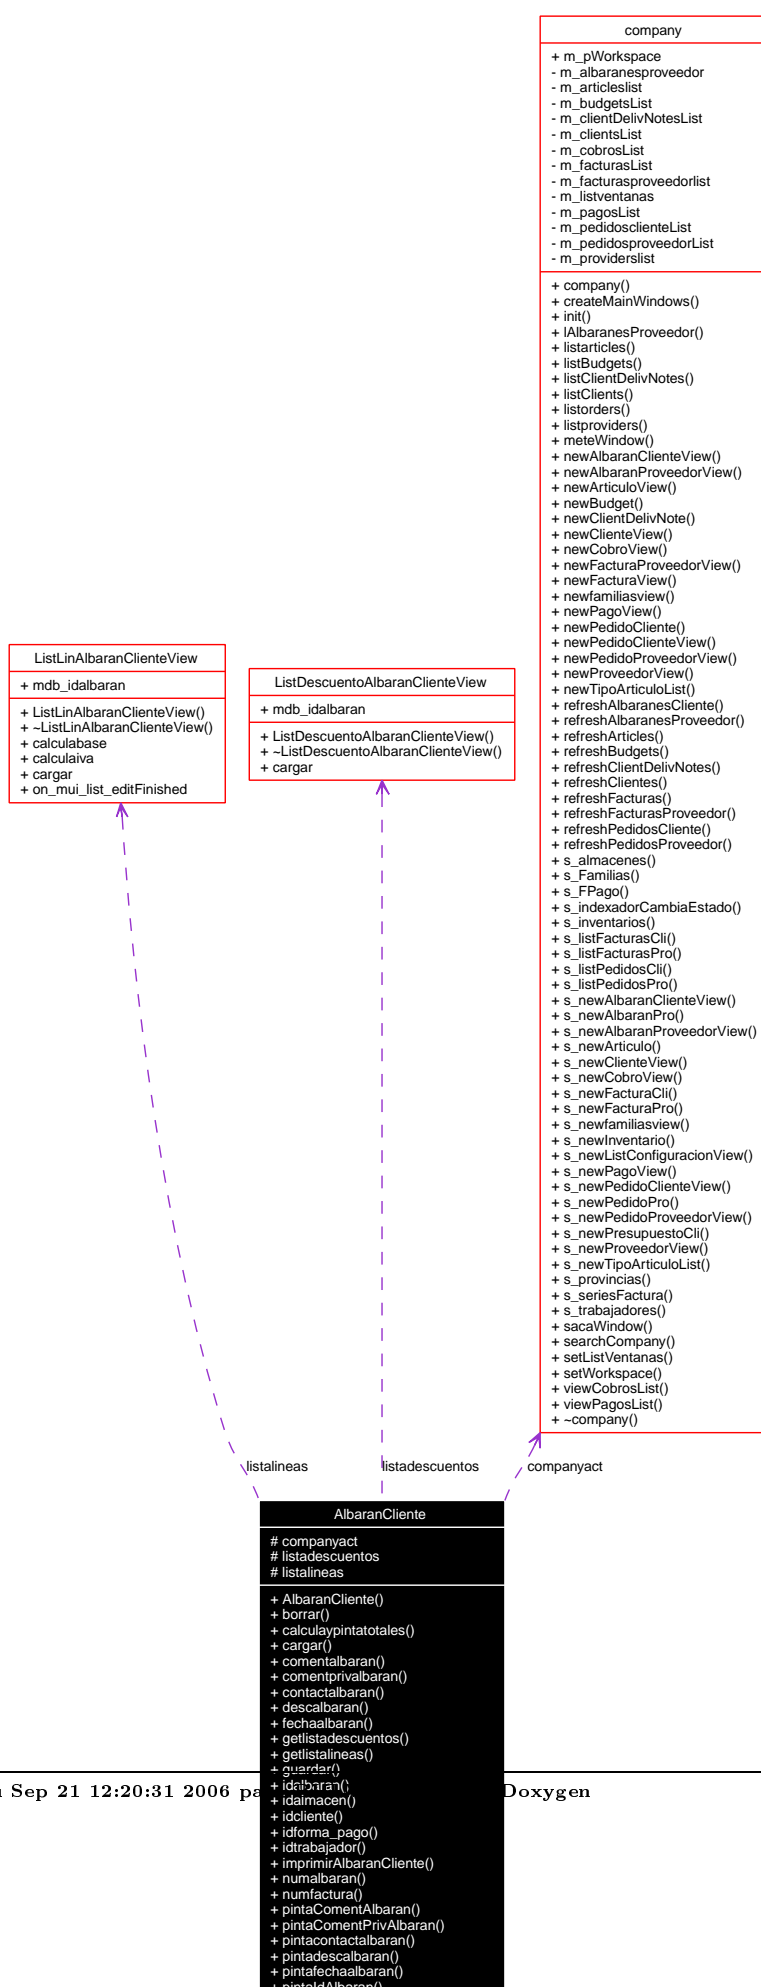 company
+ m_pWorkspace
- m_albaranesproveedor
- m_articleslist
- m_budgetsList
- m_clientDelivNotesList
- m_clientsList
- m_cobrosList
- m_facturasList
- m_facturasproveedorlist
- m_listventanas
- m_pagosList
- m_pedidosclienteList
- m_pedidosproveedorList
- m_providerslist
+ company()
+ createMainWindows()
+ init()
+ lAlbaranesProveedor()
+ listarticles()
+ listBudgets()
+ listClientDelivNotes()
+ listClients()
+ listorders()
+ listproviders()
+ meteWindow()
+ newAlbaranClienteView()
+ newAlbaranProveedorView()
+ newArticuloView()
+ newBudget()
+ newClientDelivNote()
+ newClienteView()
+ newCobroView()
+ newFacturaProveedorView()
+ newFacturaView()
+ newfamiliasview()
+ newPagoView()
+ newPedidoCliente()
+ newPedidoClienteView()
+ newPedidoProveedorView()
+ newProveedorView()
+ newTipoArticuloList()
+ refreshAlbaranesCliente()
+ refreshAlbaranesProveedor()
+ refreshArticles()
+ refreshBudgets()
+ refreshClientDelivNotes()
+ refreshClientes()
+ refreshFacturas()
+ refreshFacturasProveedor()
+ refreshPedidosCliente()
+ refreshPedidosProveedor()
+ s_almacenes()
+ s_Familias()
+ s_FPago()
+ s_indexadorCambiaEstado()
+ s_inventarios()
+ s_listFacturasCli()
+ s_listFacturasPro()
+ s_listPedidosCli()
+ s_listPedidosPro()
+ s_newAlbaranClienteView()
+ s_newAlbaranPro()
+ s_newAlbaranProveedorView()
+ s_newArticulo()
+ s_newClienteView()
+ s_newCobroView()
+ s_newFacturaCli()
+ s_newFacturaPro()
+ s_newfamiliasview()
+ s_newInventario()
+ s_newListConfiguracionView()
+ s_newPagoView()
+ s_newPedidoClienteView()
+ s_newPedidoPro()
+ s_newPedidoProveedorView()
+ s_newPresupuestoCli()
+ s_newProveedorView()
+ s_newTipoArticuloList()
+ s_provincias()
+ s_seriesFactura()
+ s_trabajadores()
+ sacaWindow()
+ searchCompany()
+ setListVentanas()
+ setWorkspace()
+ viewCobrosList()
+ viewPagosList()
+ ~company()
ListLinAlbaranClienteView
+ mdb_idalbaran
+ ListLinAlbaranClienteView()
+ ~ListLinAlbaranClienteView()
+ calculabase
+ calculaiva
+ cargar
+ on_mui_list_editFinished
ListDescuentoAlbaranClienteView
+ mdb_idalbaran
+ ListDescuentoAlbaranClienteView()
+ ~ListDescuentoAlbaranClienteView()
+ cargar
listalineas
listadescuentos
companyact
AlbaranCliente
# companyact
# listadescuentos
# listalineas
+ AlbaranCliente()
+ borrar()
+ calculaypintatotales()
+ cargar()
+ comentalbaran()
+ comentprivalbaran()
+ contactalbaran()
+ descalbaran()
+ fechaalbaran()
+ getlistadescuentos()
+ getlistalineas()
+ guardar()
+ idalbaran()
Sep 21 12:20:31 2006 pa Doxygen
+ idalmacen()
+ idcliente()
+ idforma_pago()
+ idtrabajador()
+ imprimirAlbaranCliente()
+ numalbaran()
+ numfactura()
+ pintaComentAlbaran()
+ pintaComentPrivAlbaran()
+ pintacontactalbaran()
+ pintadescalbaran()
+ pintafechaalbaran()